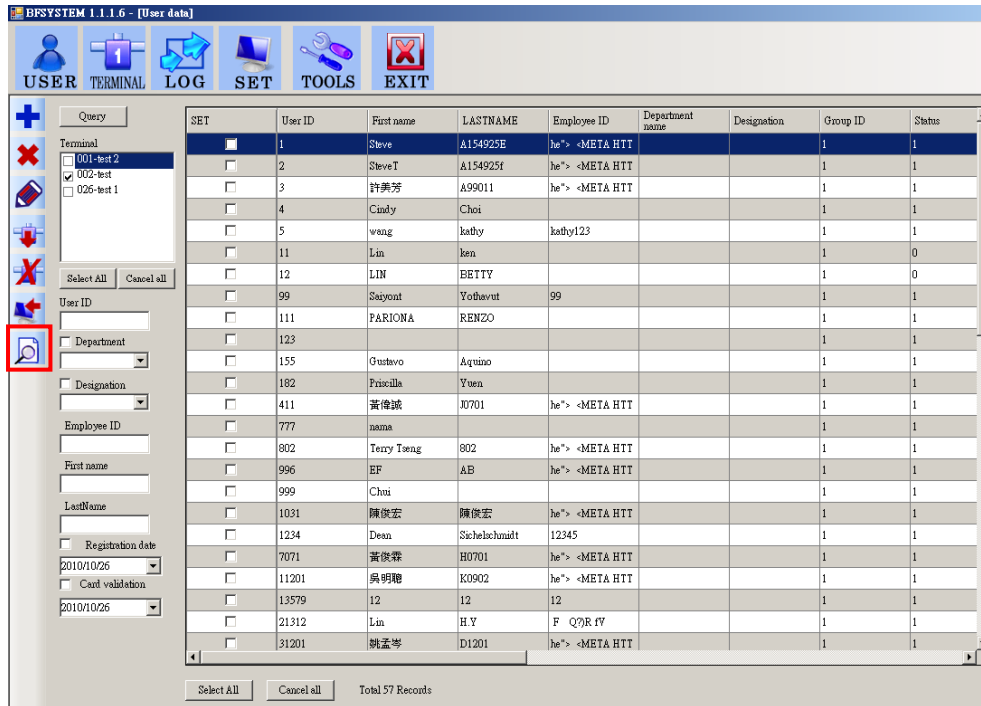 BFSYSTEM 1.1.1.6 - [User data]
USER TERMINAL LOG SET TOOLS EXIT
1
Query
Terminal
001-test 2
002-test
026-test 1
Select All Cancel all
User ID
Department
Designation
Employee ID
First name
LastName
Registration date
2010/10/26
Card validation
2010/10/26
SET User ID First name LASTNAME Employee ID Department name Designation Group ID Status
1 Steve A154925E he"> <META HTT 1 1
2 SteveT A154925f he"> <META HTT 1 1
3 許美芳 A99011 he"> <META HTT 1 1
4 Cindy Choi 1 1
5 wang kathy kathy123 1 1
11 Lin ken 1 0
12 LIN BETTY 1 0
99 Saiyont Yothavut 99 1 1
111 PARIONA RENZO 1 1
123 1 1
155 Gustavo Aquino 1 1
182 Priscilla Yuen 1 1
411 黃偉誠 J0701 he"> <META HTT 1 1
777 nama 1 1
802 Terry Tseng 802 he"> <META HTT 1 1
996 EF AB he"> <META HTT 1 1
999 Chui 1 1
1031 陳俊宏 陳俊宏 he"> <META HTT 1 1
1234 Dean Sichelschmidt 12345 1 1
7071 黃俊霖 H0701 he"> <META HTT 1 1
11201 吳明聰 K0902 he"> <META HTT 1 1
13579 12 12 12 1 1
21312 Lin H.Y F Q?)R fV 1 1
31201 姚孟岑 D1201 he"> <META HTT 1 1
Select All Cancel all Total 57 Records